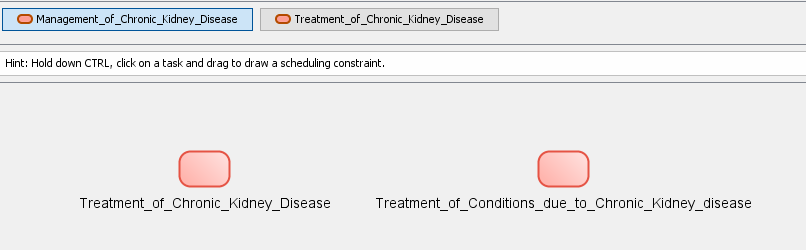 Management_of_Chronic_Kidney_Disease Treatment_of_Chronic_Kidney_Disease
Hint: Hold down CTRL, click on a task and drag to draw a scheduling constraint.
Treatment_of_Chronic_Kidney_Disease Treatment_of_Conditions_due_to_Chronic_Kidney_disease